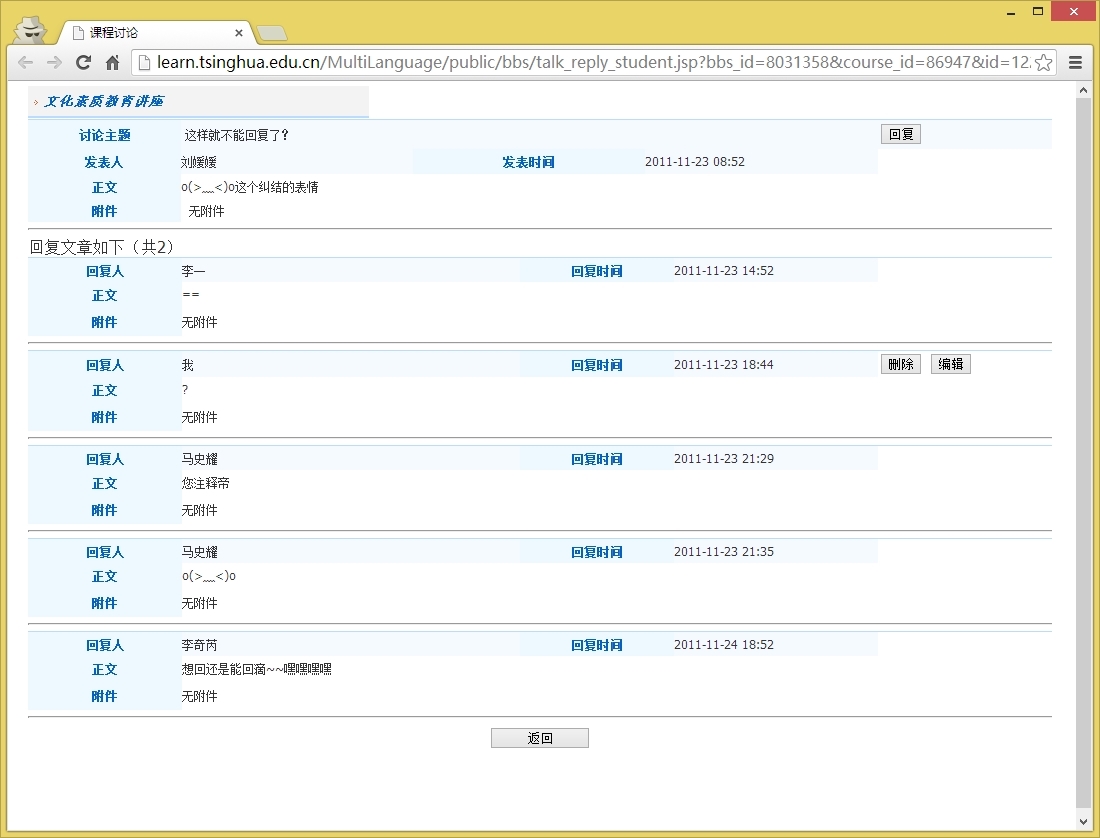 课程讨论
learn.tsinghua.edu.cn/MultiLanguage/public/bbs/talk_reply_student.jsp?bbs_id=8031358&course_id=86947&id=12.
文化素质教育讲座
讨论主题 这样就不能回复了? 回复
发表人 刘媛媛 发表时间 2011-11-23 08:52
正文 o(>﹏<)o这个纠结的表情
附件 无附件
回复文章如下（共2）
回复人 李一 回复时间 2011-11-23 14:52
正文 ==
附件 无附件
回复人 我 回复时间 2011-11-23 18:44 删除 编辑
正文 ?
附件 无附件
回复人 马史耀 回复时间 2011-11-23 21:29
正文 您注释帝
附件 无附件
回复人 马史耀 回复时间 2011-11-23 21:35
正文 o(>﹏<)o
附件 无附件
回复人 李奇芮 回复时间 2011-11-24 18:52
正文 想回还是能回滴~~嘿嘿嘿嘿
附件 无附件
返回